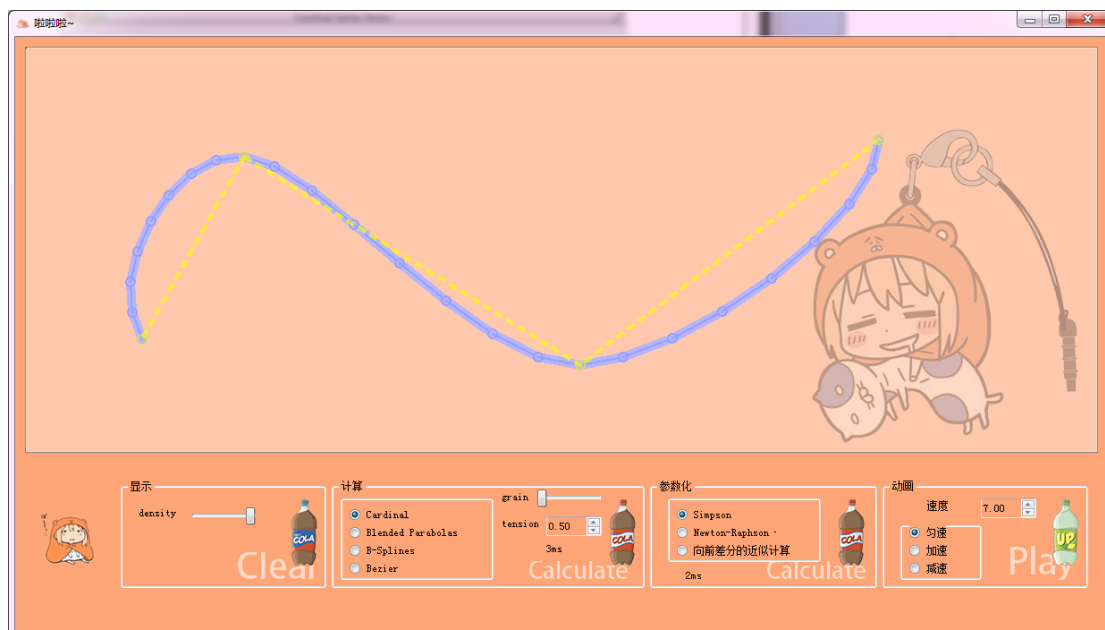 啦啦啦~
显示
density
COLA
Clear
计算
Cardinal
Blended Parabolas
B-Splines
Bezier
grain
tension 0.50
3ms
COLA
Calculate
参数化
Simpson
Newton-Raphson
向前差分的近似计算
2ms
COLA
Calculate
动画
速度 7.00
匀速
加速
减速
UP
Play